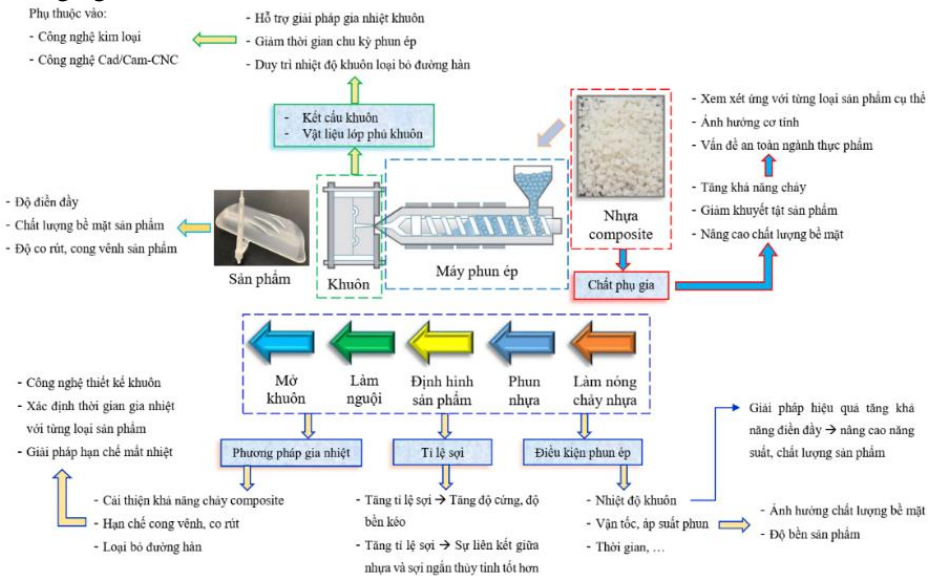 Phụ thuộc vào:
- Công nghệ kim loại
- Công nghệ Cad/Cam-CNC
- Hỗ trợ giải pháp gia nhiệt khuôn
- Giảm thời gian chu kỳ phun ép
- Duy trì nhiệt độ khuôn loại bỏ đường hàn
- Kết cấu khuôn
- Vật liệu lớp phủ khuôn
- Xem xét ứng với từng loại sản phẩm cụ thể
- Ảnh hưởng cơ tính
- Vấn đề an toàn ngành thực phẩm
- Tăng khả năng chảy
- Giảm khuyết tật sản phẩm
- Nâng cao chất lượng bề mặt
- Độ điền đầy
- Chất lượng bề mặt sản phẩm
- Độ co rút, cong vênh sản phẩm
Sản phẩm
Khuôn
Máy phun ép
Nhựa
composite
Chất phụ gia
Mở
khuôn
Làm
nguội
Định hình
sản phẩm
Phun
nhựa
Làm nóng
chảy nhựa
- Công nghệ thiết kế khuôn
- Xác định thời gian gia nhiệt
với từng loại sản phẩm
- Giải pháp hạn chế mất nhiệt
Phương pháp gia nhiệt
Tỉ lệ sợi
Điều kiện phun ép
Giải pháp hiệu quả tăng khả
năng điền đầy → nâng cao năng
suất, chất lượng sản phẩm
- Cải thiện khả năng chảy composite
- Hạn chế cong vênh, co rút
- Loại bỏ đường hàn
- Tăng tỉ lệ sợi → Tăng độ cứng, độ
bền kéo
- Tăng tỉ lệ sợi → Sự liên kết giữa
nhựa và sợi ngắn thủy tinh tốt hơn
- Nhiệt độ khuôn
- Vận tốc, áp suất phun
- Thời gian, ...
- Ảnh hưởng chất lượng bề mặt
- Độ bền sản phẩm